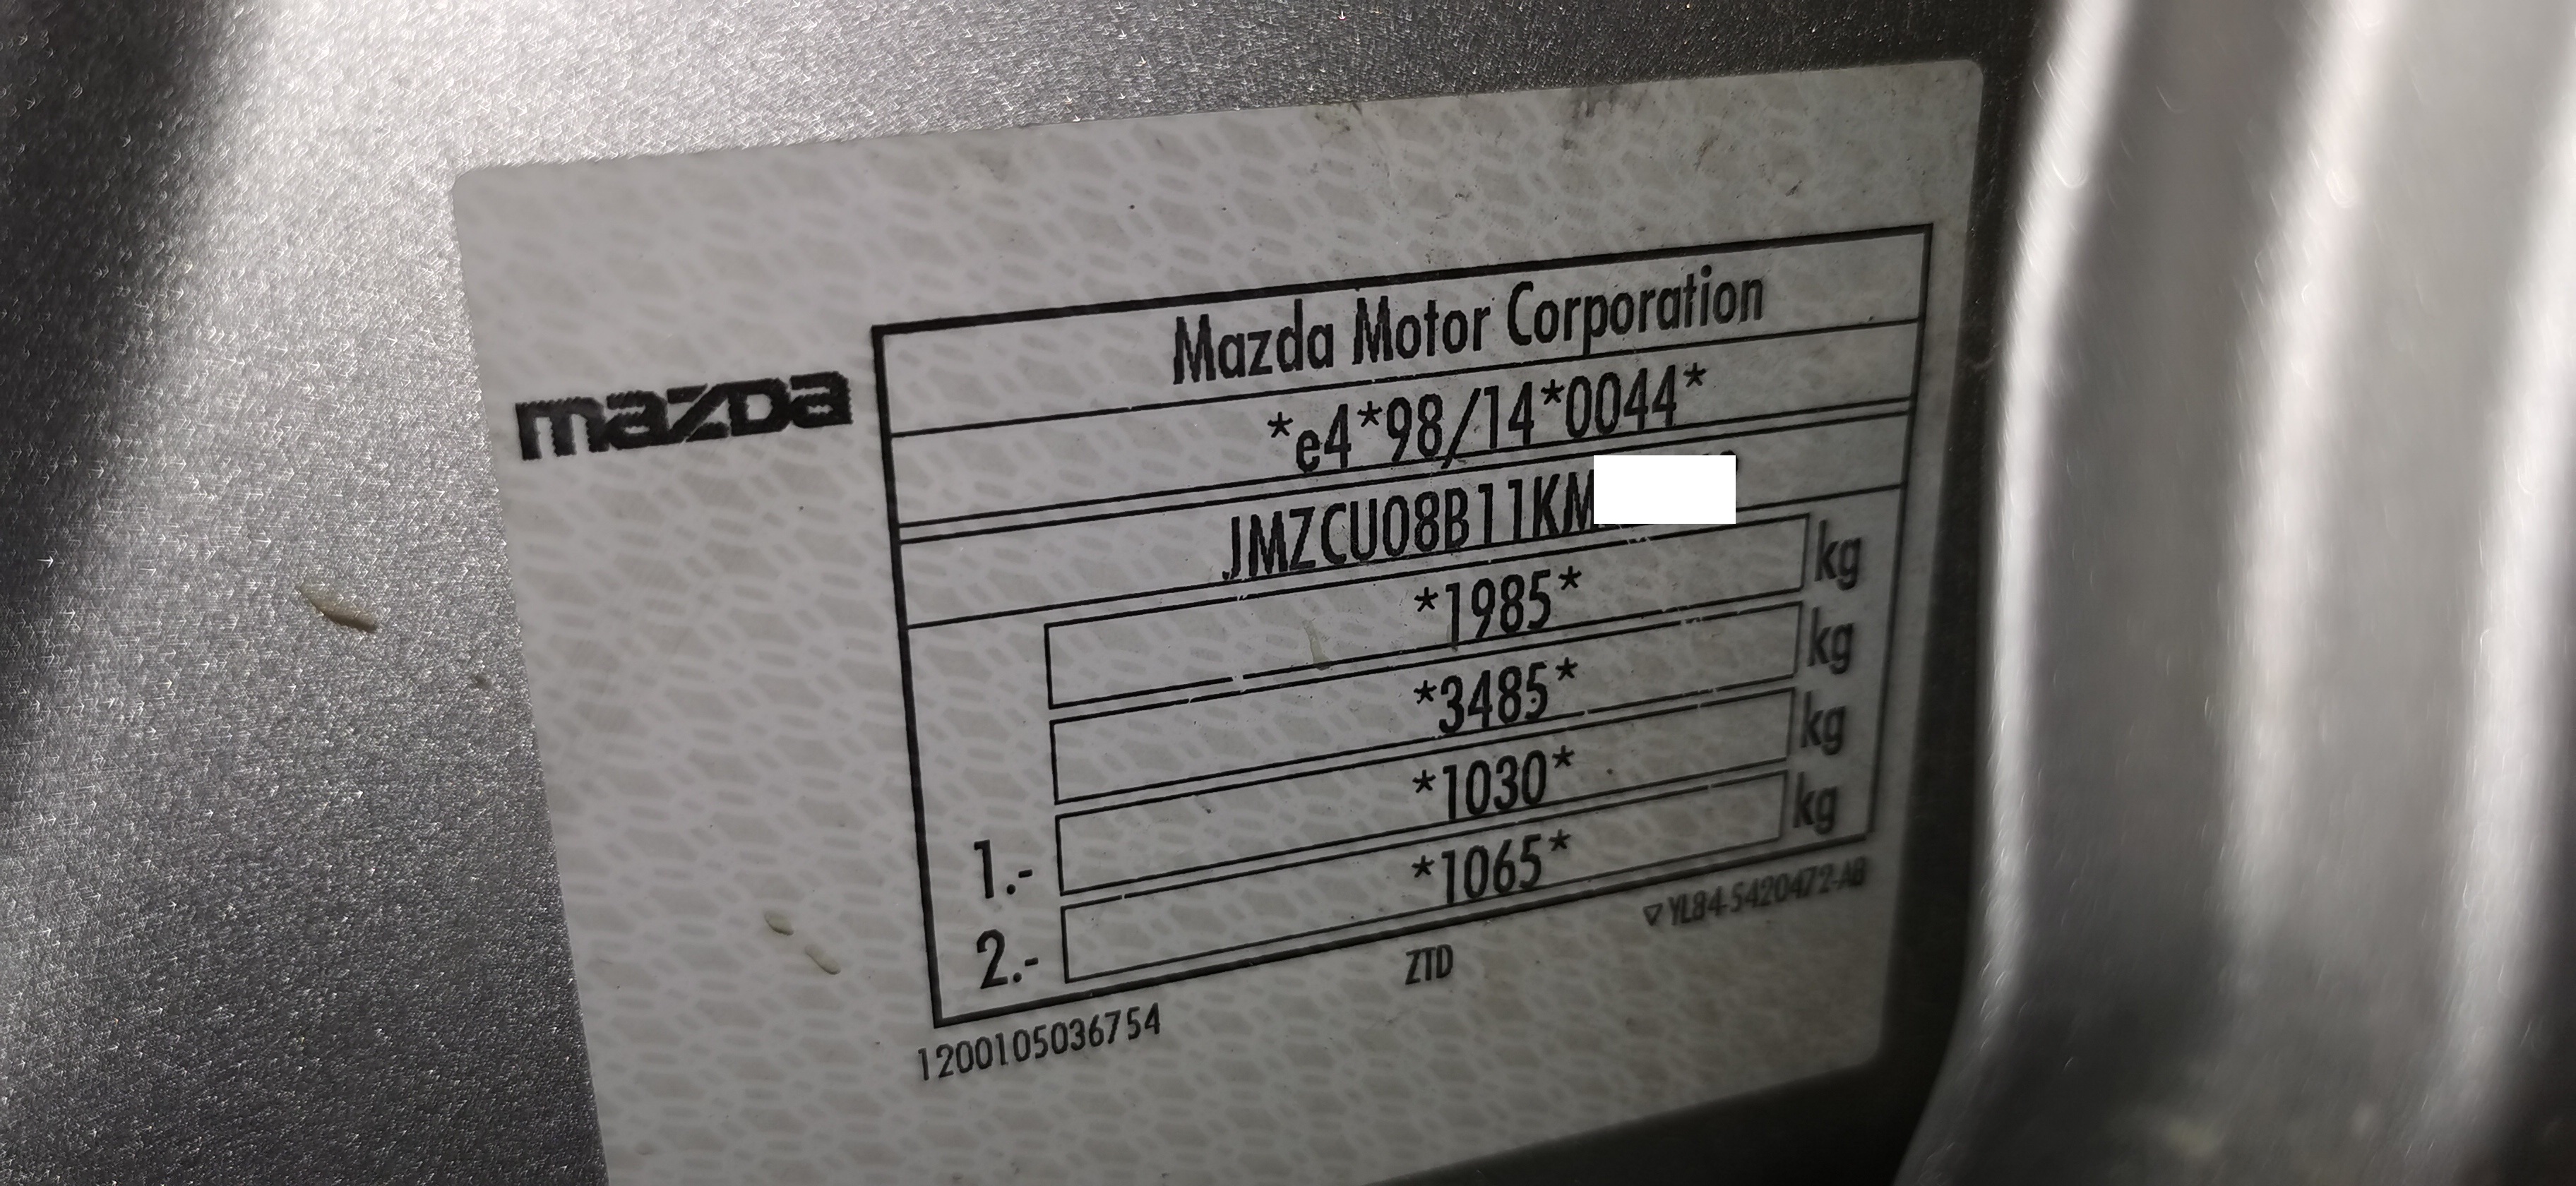 mazda
Mazda Motor Corporation
*e4*98/14*0044*
JMZCU08B11KM
*1985* kg
*3485* kg
1.- *1030* kg
2.- *1065* kg
1200105036754
ZTD
▽ YL84-5420472-AB